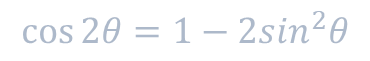 cos 2θ = 1 − 2sin²θ